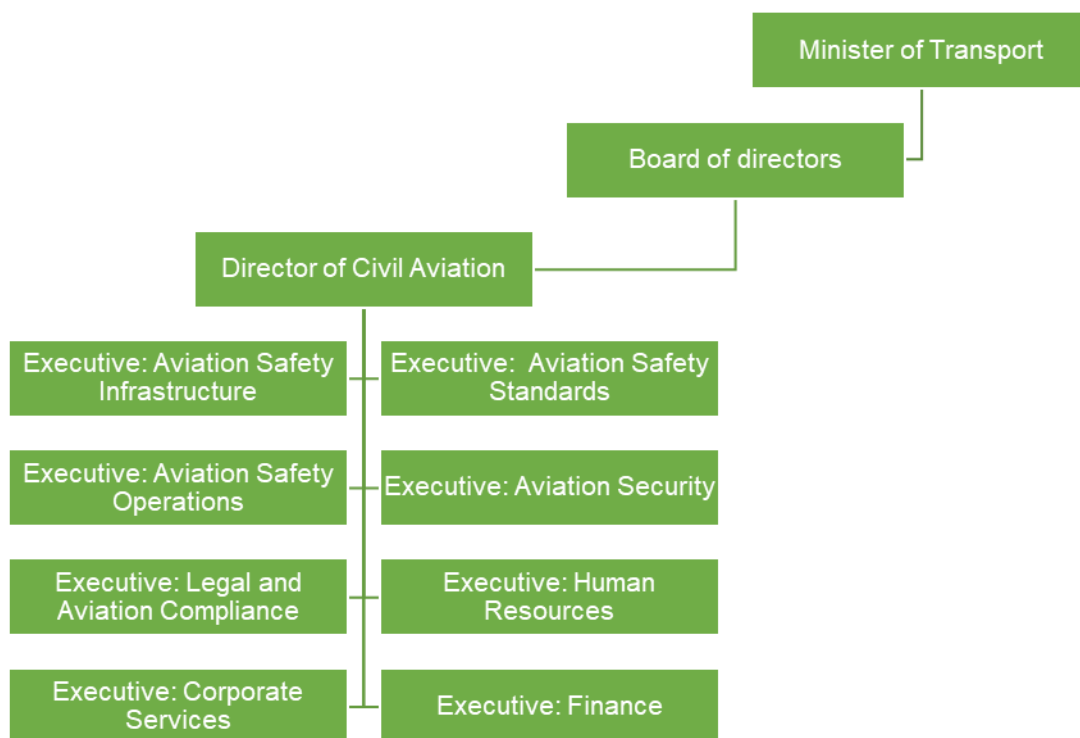 Minister of Transport
Board of directors
Director of Civil Aviation
Executive: Aviation Safety
Infrastructure
Executive:  Aviation Safety
Standards
Executive: Aviation Safety
Operations
Executive: Aviation Security
Executive: Legal and
Aviation Compliance
Executive: Human
Resources
Executive: Corporate
Services
Executive: Finance